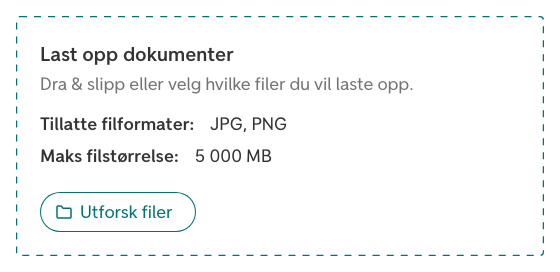 Last opp dokumenter
Dra & slipp eller velg hvilke filer du vil laste opp.
Tillatte filformater: JPG, PNG
Maks filstørrelse: 5 000 MB
Utforsk filer